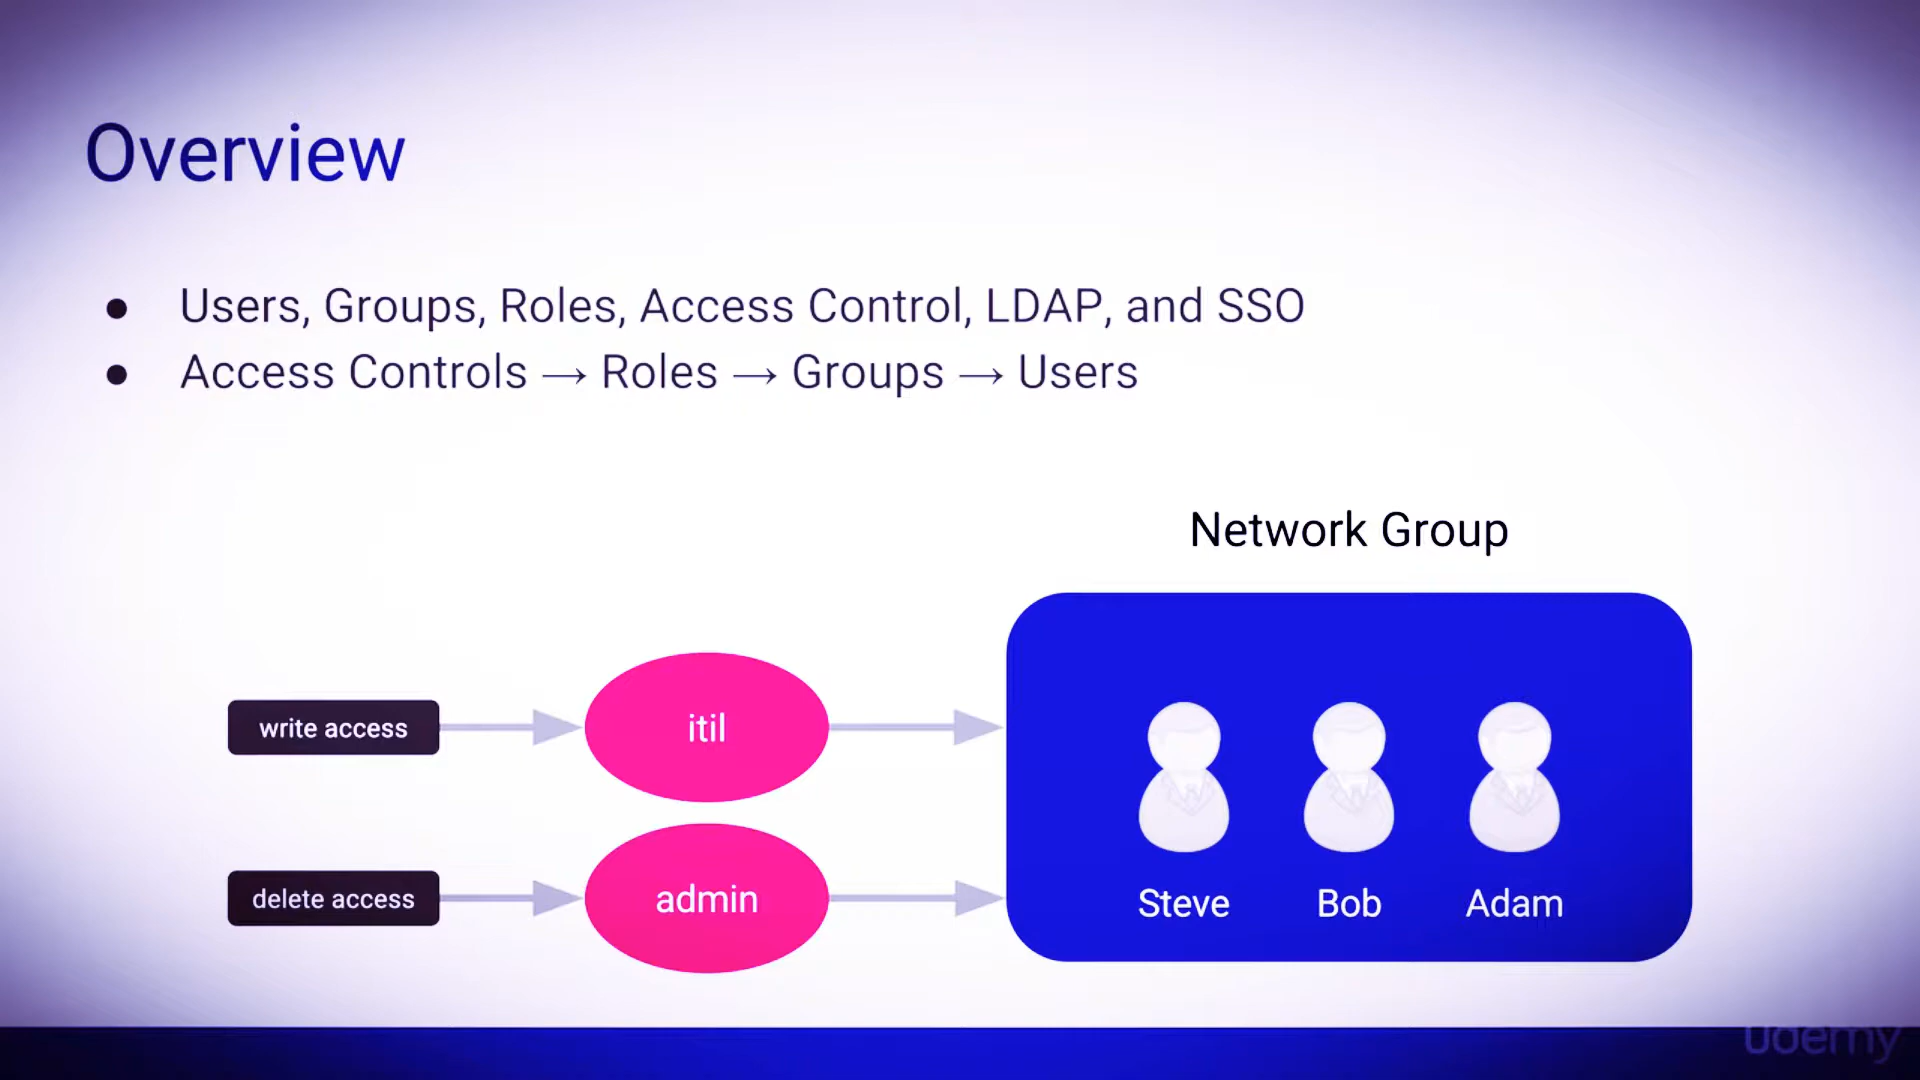 Overview
● Users, Groups, Roles, Access Control, LDAP, and SSO
● Access Controls → Roles → Groups → Users
Network Group
write access
itil
delete access
admin
Steve Bob Adam
udemy